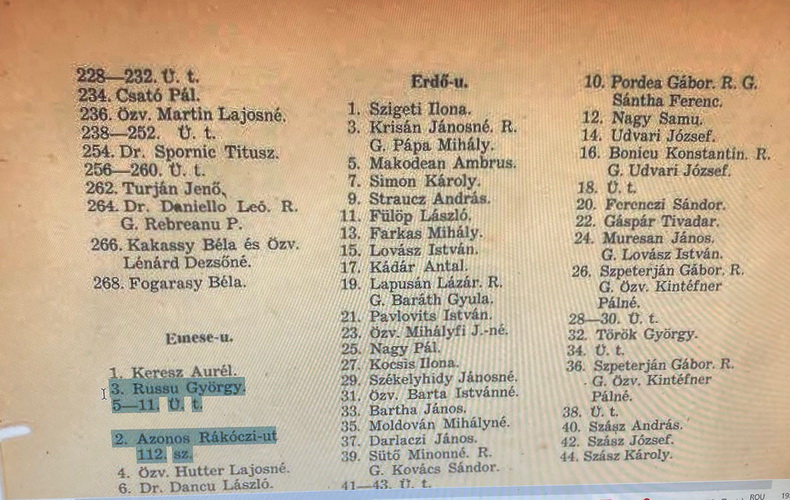 228—232. Ü. t.
234. Csató Pál.
236. Özv. Martin Lajosné.
238—252. Ü. t.
254. Dr. Spornic Titusz.
256—260. Ü. t.
262. Turján Jenő.
264. Dr. Daniello Leó. R.
G. Rebreanu P.
266. Kakassy Béla és Özv.
Lénárd Dezsőné.
268. Fogarasy Béla.
Emese-u.
1. Keresz Aurél.
3. Russu György.
5—11. Ü. t.
2. Azonos Rákóczi-ut
112. sz.
4. Özv. Hutter Lajosné.
6. Dr. Dancu László.
Erdő-u.
1. Szigeti Ilona.
3. Krisán Jánosné. R.
G. Pápa Mihály.
5. Makodean Ambrus.
7. Simon Károly.
9. Straucz András.
11. Fülöp László.
13. Farkas Mihály.
15. Lovász István.
17. Kádár Antal.
19. Lapusán Lázár. R.
G. Baráth Gyula.
21. Pavlovits István.
23. Özv. Mihályfi J.-né.
25. Nagy Pál.
27. Kocsis Ilona.
29. Székelyhidy Jánosné.
31. Özv. Barta Istvánné.
33. Bartha János.
35. Moldován Mihályné.
37. Darlaczi János.
39. Sütő Minonné. R.
G. Kovács Sándor.
41—43. Ü. t.
10. Pordea Gábor. R. G.
Sántha Ferenc.
12. Nagy Samu.
14. Udvari József.
16. Bonicu Konstantin. R.
G. Udvari József.
18. Ü. t.
20. Ferenczi Sándor.
22. Gáspár Tivadar.
24. Muresan János.
G. Lovász István.
26. Szpeterján Gábor. R.
G. Özv. Kintéfner
Pálné.
28—30. Ü. t.
32. Török György.
34. Ü. t.
36. Szpeterján Gábor. R.
G. Özv. Kintéfner
Pálné.
38. Ü. t.
40. Szász András.
42. Szász József.
44. Szász Károly.
ROU